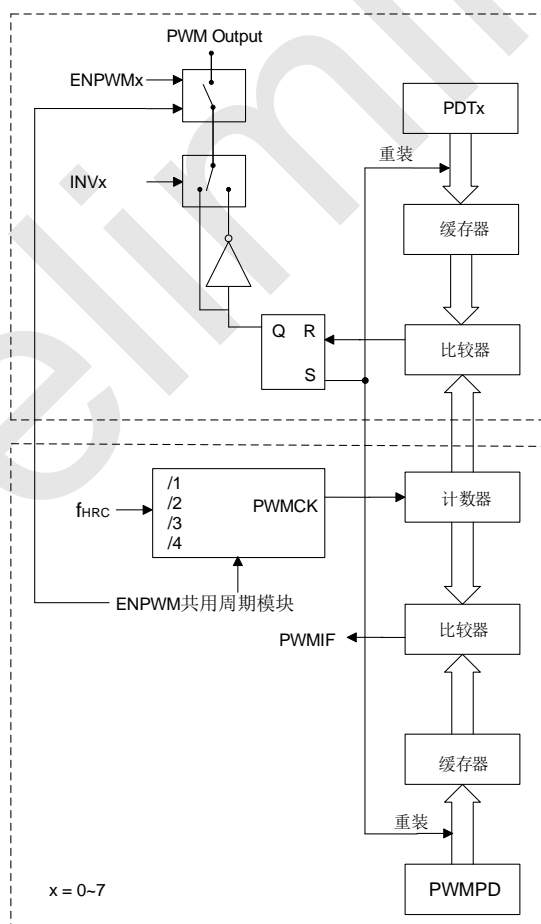 PWM Output
ENPWMx
PDTx
重装
INVx
缓存器
Q R
S
比较器
fHRC
/1
/2
/3
/4
PWMCK
计数器
ENPWM共用周期模块
比较器
PWMIF
缓存器
重装
PWMPD
x = 0~7